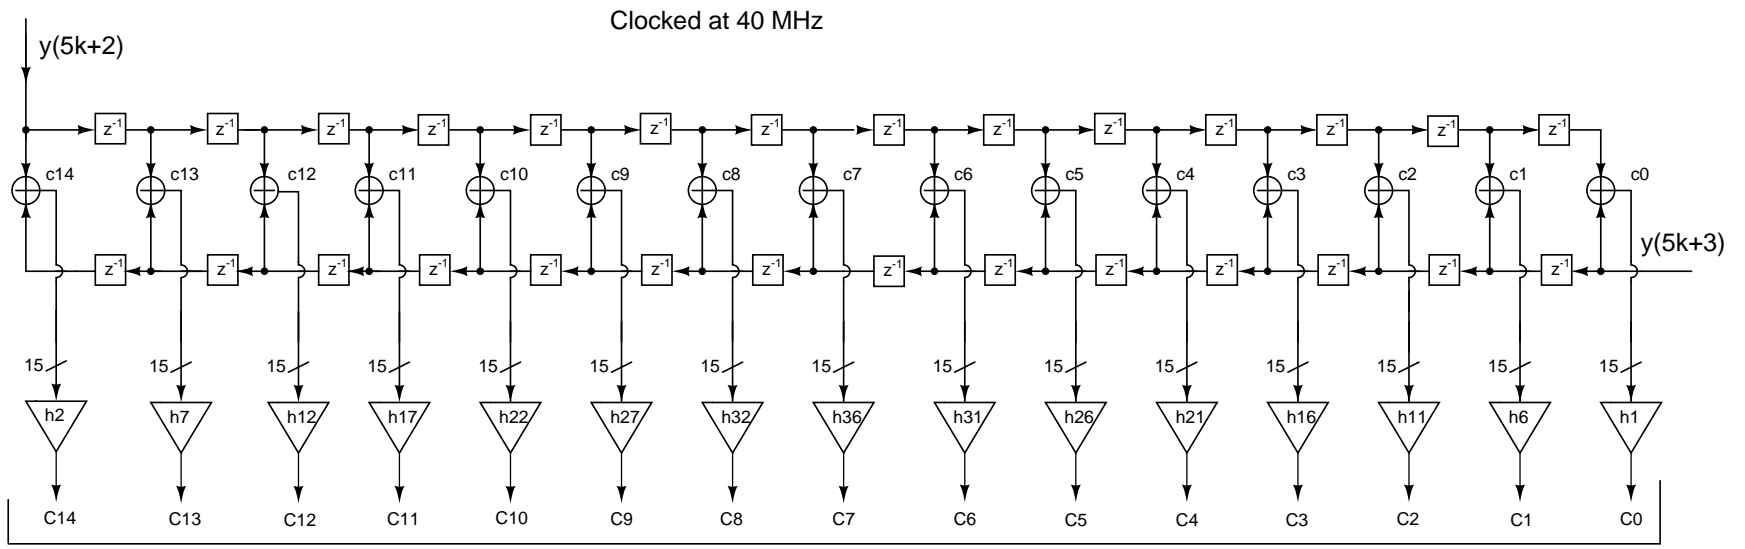 Clocked at 40 MHz
y(5k+2)
z-1 z-1 z-1 z-1 z-1 z-1 z-1 z-1 z-1 z-1 z-1 z-1 z-1 z-1
c14 c13 c12 c11 c10 c9 c8 c7 c6 c5 c4 c3 c2 c1 c0
y(5k+3)
z-1 z-1 z-1 z-1 z-1 z-1 z-1 z-1 z-1 z-1 z-1 z-1 z-1 z-1
15 15 15 15 15 15 15 15 15 15 15 15 15 15 15
h2 h7 h12 h17 h22 h27 h32 h36 h31 h26 h21 h16 h11 h6 h1
C14 C13 C12 C11 C10 C9 C8 C7 C6 C5 C4 C3 C2 C1 C0